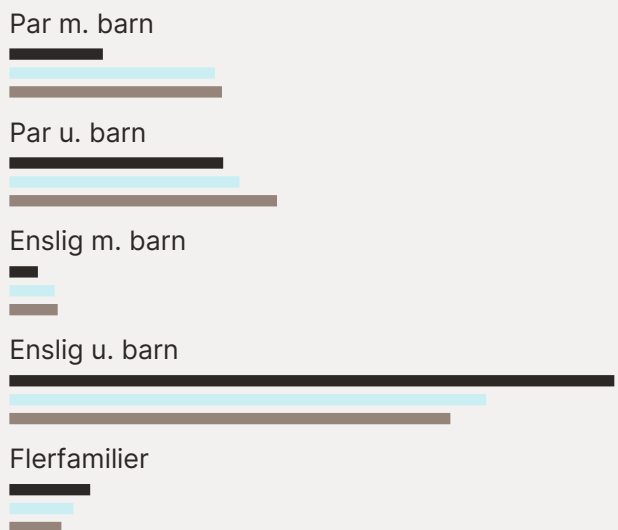 Par m. barn
Par u. barn
Enslig m. barn
Enslig u. barn
Flerfamilier